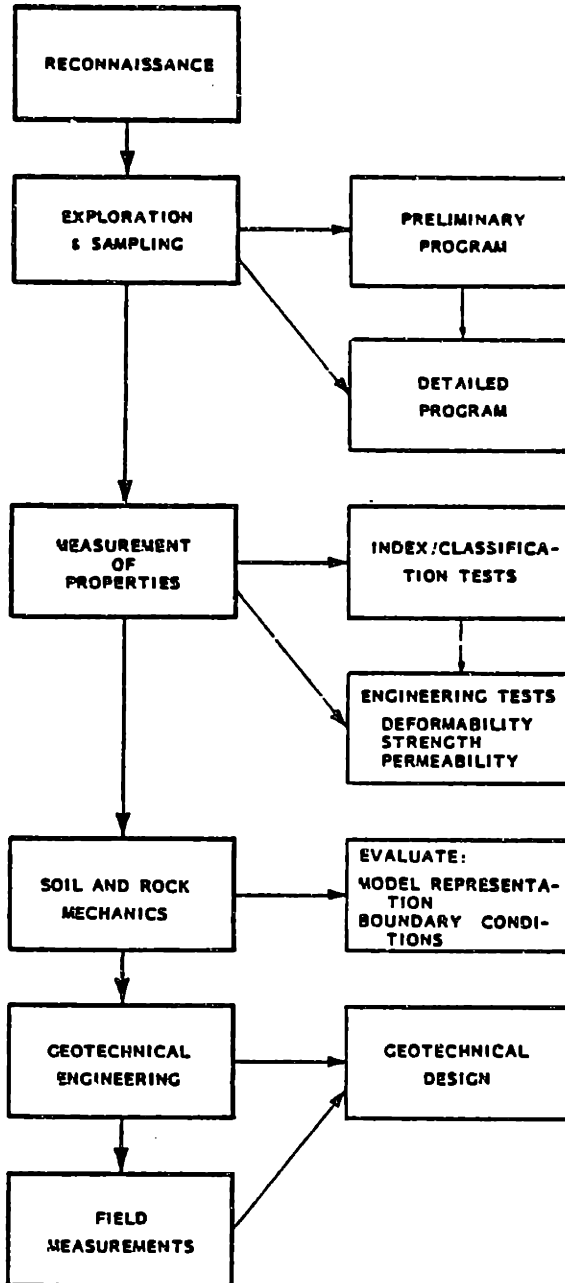 RECONNAISSANCE
EXPLORATION
& SAMPLING
PRELIMINARY
PROGRAM
DETAILED
PROGRAM
MEASUREMENT
OF
PROPERTIES
INDEX/CLASSIFICA-
TION TESTS
ENGINEERING TESTS
DEFORMABILITY
STRENGTH
PERMEABILITY
SOIL AND ROCK
MECHANICS
EVALUATE:
MODEL REPRESENTA-
TION
BOUNDARY CONDI-
TIONS
GEOTECHNICAL
ENGINEERING
GEOTECHNICAL
DESIGN
FIELD
MEASUREMENTS